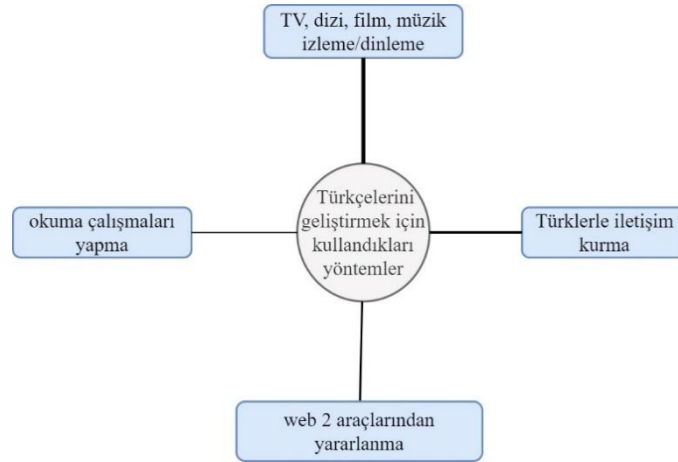 TV, dizi, film, müzik
izleme/dinleme
okuma çalışmaları
yapma
Türkçelerini
geliştirmek için
kullandıkları
yöntemler
Türklerle iletişim
kurma
web 2 araçlarından
yararlanma